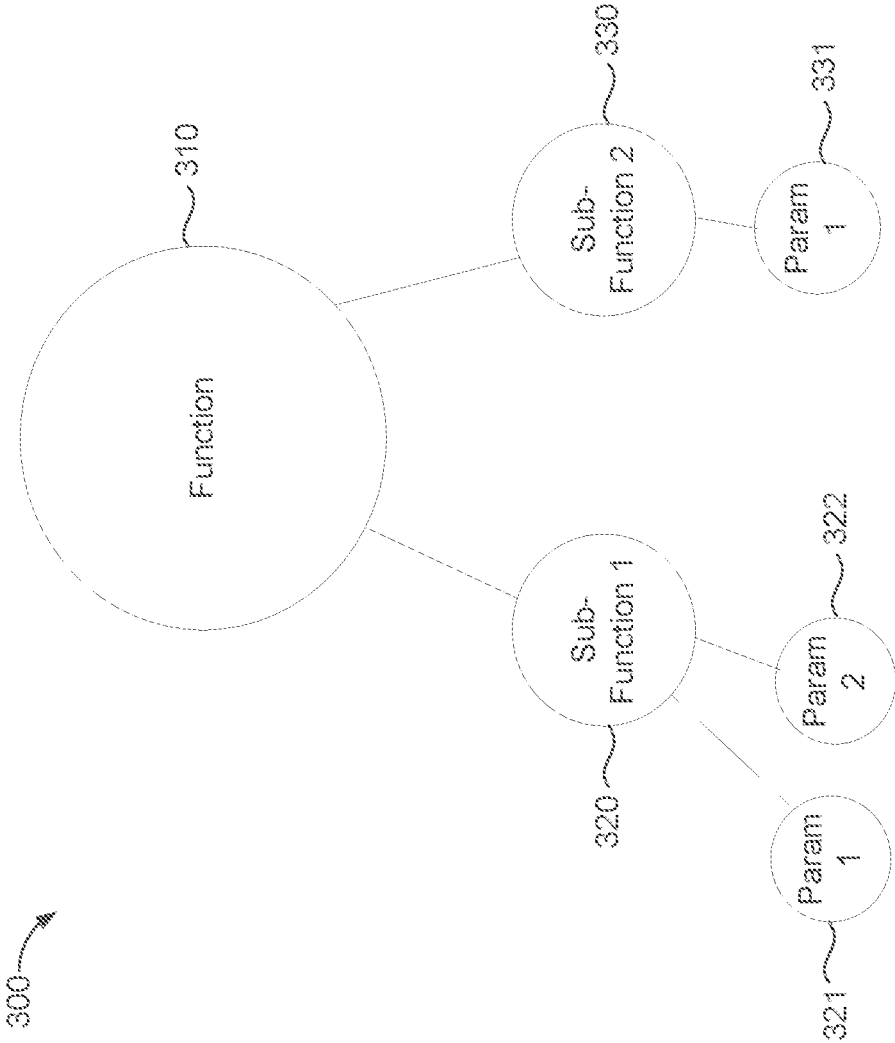 300
Function
310
Sub-
Function 1
320
Sub-
Function 2
330
Param
1
321
Param
2
322
Param
1
331